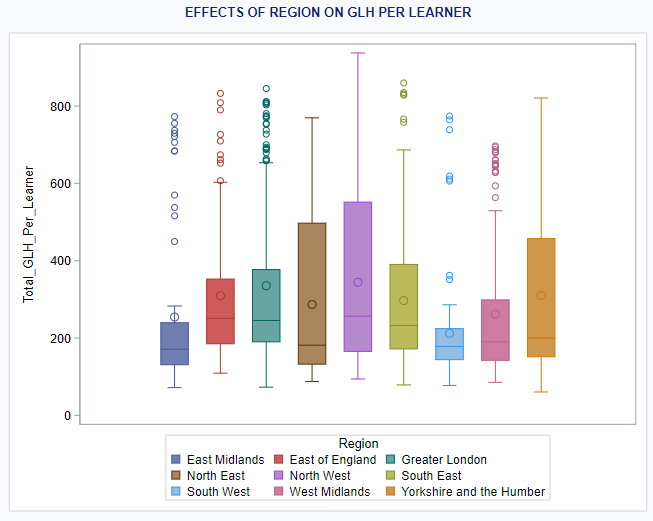 EFFECTS OF REGION ON GLH PER LEARNER
Total_GLH_Per_Learner
800
600
400
200
0
Region
East Midlands East of England Greater London
North East North West South East
South West West Midlands Yorkshire and the Humber